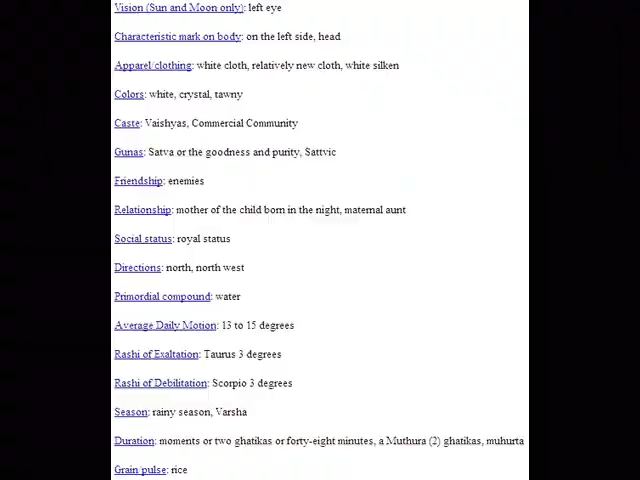 Vision (Sun and Moon only): left eye
Characteristic mark on body: on the left side, head
Apparel/clothing: white cloth, relatively new cloth, white silken
Colors: white, crystal, tawny
Caste: Vaishyas, Commercial Community
Gunas: Satva or the goodness and purity, Sattvic
Friendship: enemies
Relationship: mother of the child born in the night, maternal aunt
Social status: royal status
Directions: north, north west
Primordial compound: water
Average Daily Motion: 13 to 15 degrees
Rashi of Exaltation: Taurus 3 degrees
Rashi of Debilitation: Scorpio 3 degrees
Season: rainy season, Varsha
Duration: moments or two ghatikas or forty-eight minutes, a Muthura (2) ghatikas, muhurta
Grain/pulse: rice